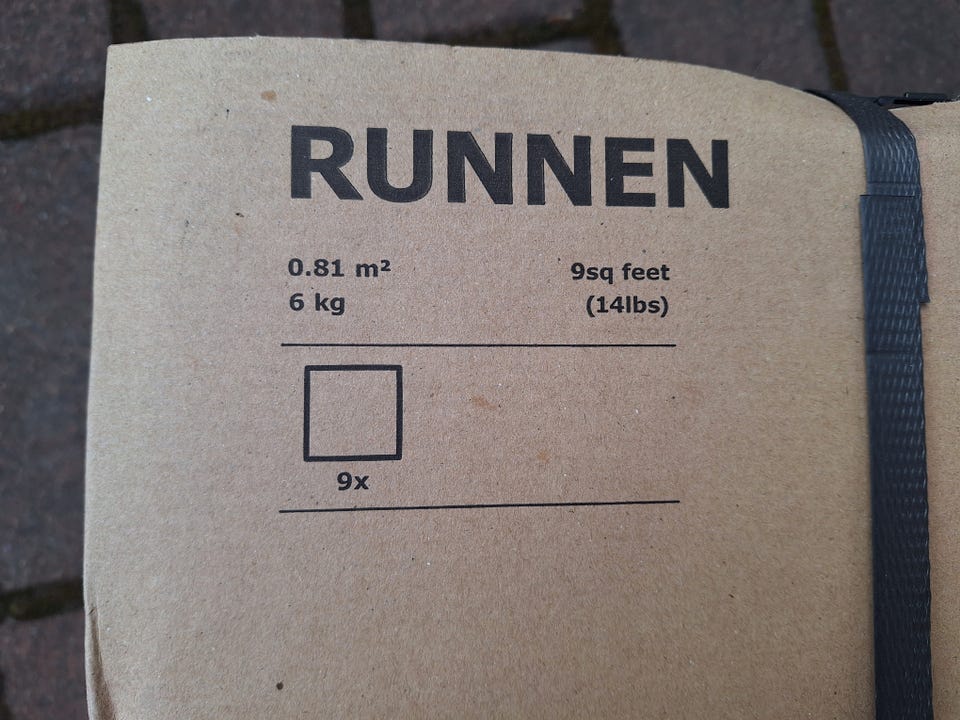 RUNNEN
0.81 m² 9sq feet
6 kg (14lbs)
9x